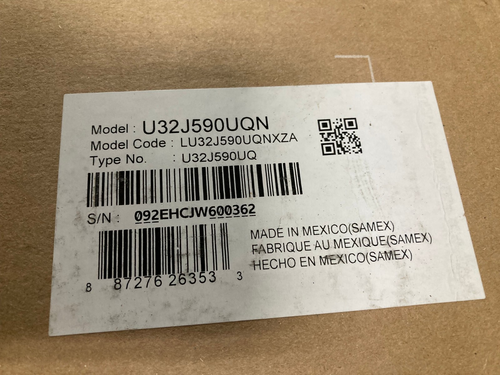 Model : U32J590UQN
Model Code : LU32J590UQNXZA
Type No. : U32J590UQ
S/N : 092EHCJW600362
MADE IN MEXICO(SAMEX)
FABRIQUE AU MEXIQUE(SAMEX)
HECHO EN MEXICO(SAMEX)
8 87276 26353 3